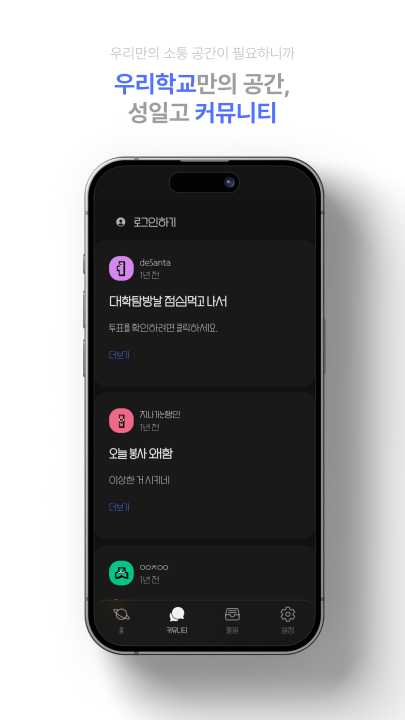 우리만의 소통 공간이 필요하니까
우리학교만의 공간,
성일고 커뮤니티
로그인하기
deSanta
1년 전
대학탐방날 점심먹고 나서
투표를 확인하려면 클릭하세요.
더보기
지나가는행인
1년 전
오늘 봉사 왜함
이상한 거 시키네
더보기
ㅇㅇㅈㅇㅇ
1년 전
홈
커뮤니티
할일
설정